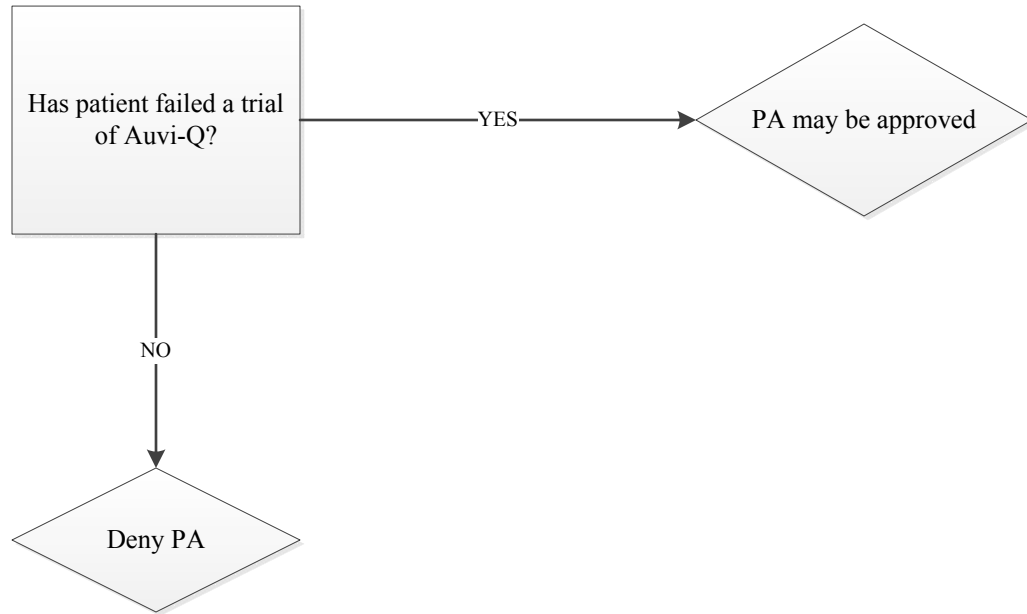 Has patient failed a trial
of Auvi-Q?
YES
PA may be approved
NO
Deny PA